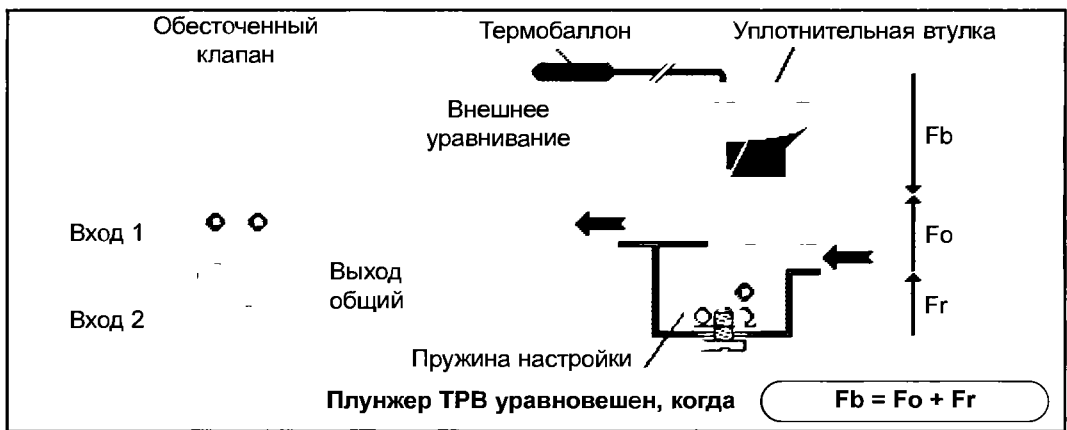 Обесточенный
клапан
Термобаллон
Уплотнительная втулка
Внешнее
уравнивание
Fb
Вход 1
Fo
Выход
общий
Fr
Вход 2
Пружина настройки
Плунжер ТРВ уравновешен, когда Fb = Fo + Fr